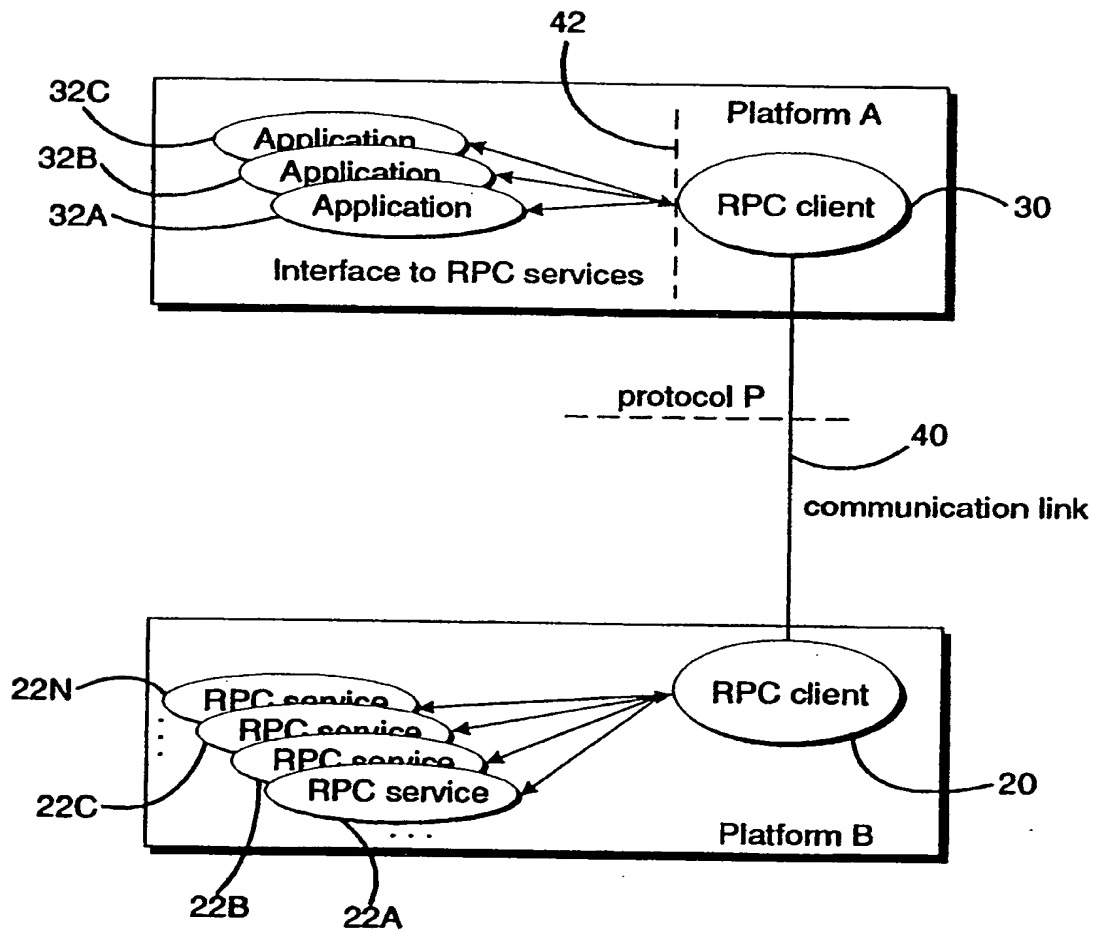 42
32C
Platform A
Application
32B
Application
32A
Application
RPC client
30
Interface to RPC services
protocol P
40
communication link
22N
RPC service
RPC client
RPC service
RPC service
22C
RPC service
20
. . .
Platform B
22B
22A